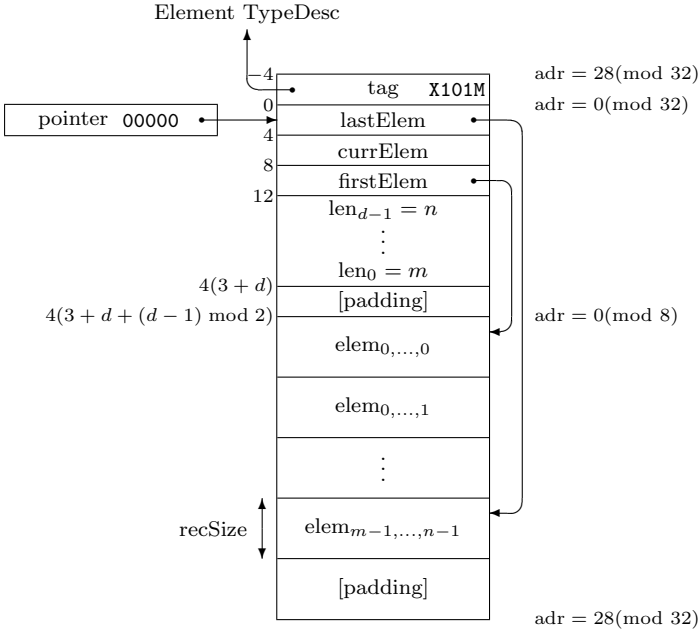 Element TypeDesc
−4
tag X101M
adr = 28(mod 32)
0
adr = 0(mod 32)
pointer 00000
lastElem
4
currElem
8
firstElem
12
len_{d−1} = n
⋮
len_0 = m
4(3 + d)
[padding]
4(3 + d + (d − 1) mod 2)
adr = 0(mod 8)
elem_{0,...,0}
elem_{0,...,1}
⋮
recSize
elem_{m−1,...,n−1}
[padding]
adr = 28(mod 32)